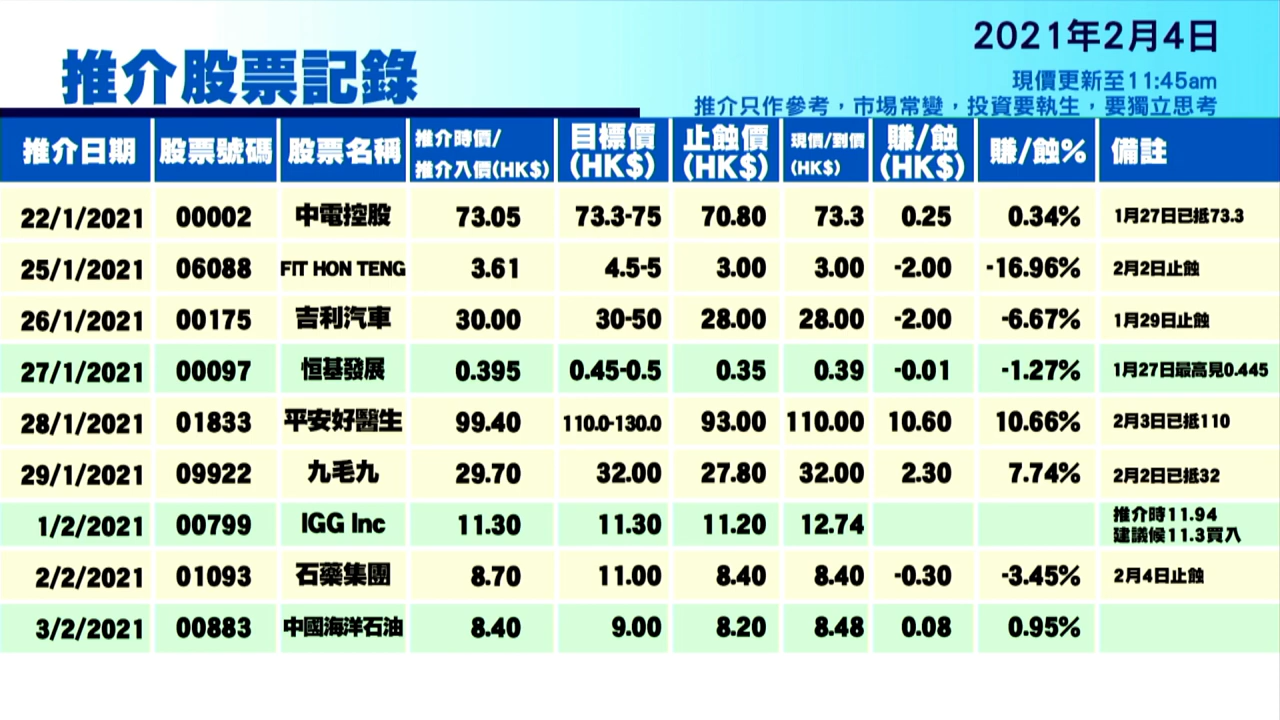 2021年2月4日
推介股票記錄
現價更新至11:45am
推介只作參考，市場常變，投資要執生，要獨立思考
推介日期 股票號碼 股票名稱 推介時價/推介入價(HK$) 目標價(HK$) 止蝕價(HK$) 現價/到價(HK$) 賺/蝕(HK$) 賺/蝕% 備註
22/1/2021 00002 中電控股 73.05 73.3-75 70.80 73.3 0.25 0.34% 1月27日已抵73.3
25/1/2021 06088 FIT HON TENG 3.61 4.5-5 3.00 3.00 -2.00 -16.96% 2月2日止蝕
26/1/2021 00175 吉利汽車 30.00 30-50 28.00 28.00 -2.00 -6.67% 1月29日止蝕
27/1/2021 00097 恒基發展 0.395 0.45-0.5 0.35 0.39 -0.01 -1.27% 1月27日最高見0.445
28/1/2021 01833 平安好醫生 99.40 110.0-130.0 93.00 110.00 10.60 10.66% 2月3日已抵110
29/1/2021 09922 九毛九 29.70 32.00 27.80 32.00 2.30 7.74% 2月2日已抵32
1/2/2021 00799 IGG Inc 11.30 11.30 11.20 12.74 推介時11.94
建議候11.3買入
2/2/2021 01093 石藥集團 8.70 11.00 8.40 8.40 -0.30 -3.45% 2月4日止蝕
3/2/2021 00883 中國海洋石油 8.40 9.00 8.20 8.48 0.08 0.95%